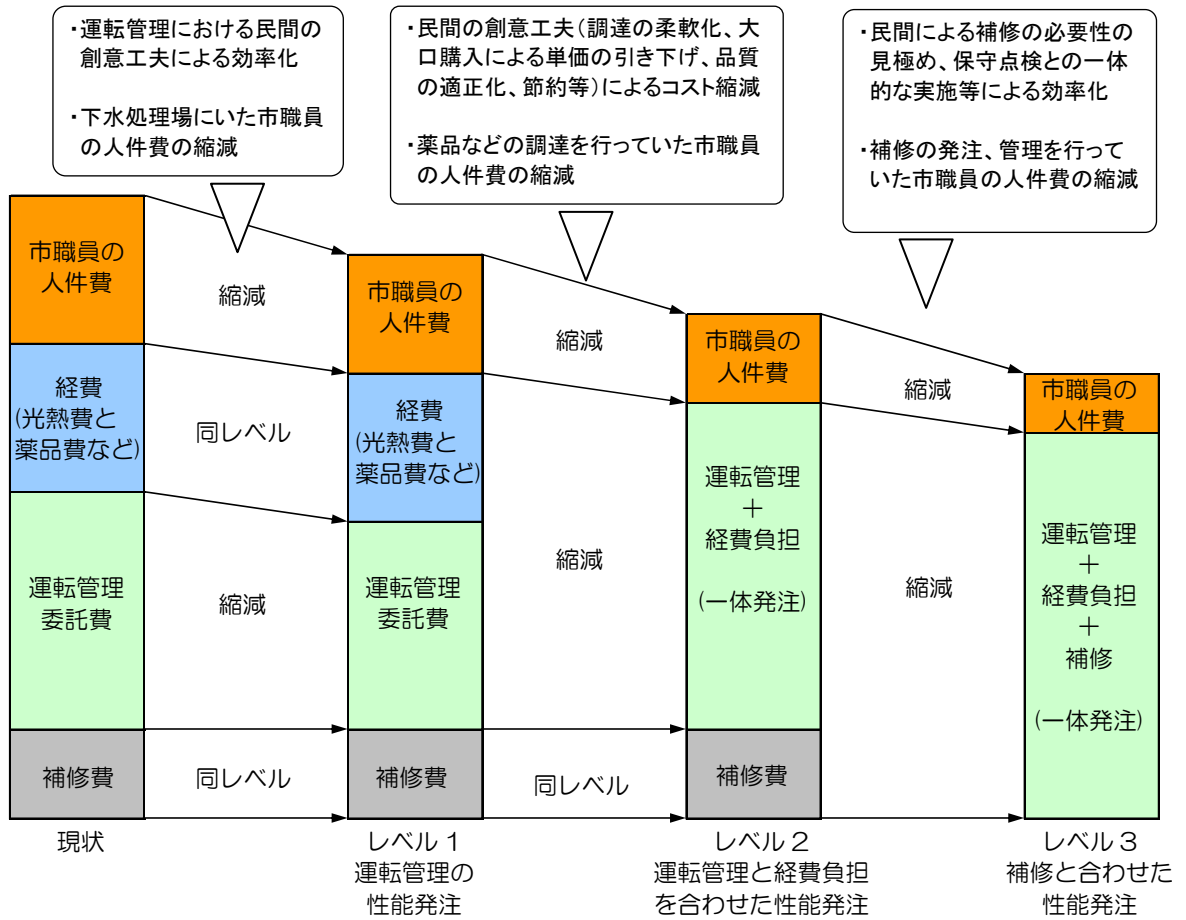 ・運転管理における民間の
創意工夫による効率化
・下水処理場にいた市職員
の人件費の縮減
・民間の創意工夫（調達の柔軟化、大
口購入による単価の引き下げ、品質
の適正化、節約等）によるコスト縮減
・薬品などの調達を行っていた市職員
の人件費の縮減
・民間による補修の必要性の
見極め、保守点検との一体
的な実施等による効率化
・補修の発注、管理を行って
いた市職員の人件費の縮減
市職員の
人件費
経費
(光熱費と
薬品費など)
運転管理
委託費
補修費
現状
縮減
同レベル
縮減
同レベル
市職員の
人件費
経費
(光熱費と
薬品費など)
運転管理
委託費
補修費
レベル１
運転管理の
性能発注
縮減
縮減
同レベル
市職員の
人件費
運転管理
＋
経費負担
(一体発注)
補修費
レベル２
運転管理と経費負担
を合わせた性能発注
縮減
縮減
市職員の
人件費
運転管理
＋
経費負担
＋
補修
(一体発注)
レベル３
補修と合わせた
性能発注